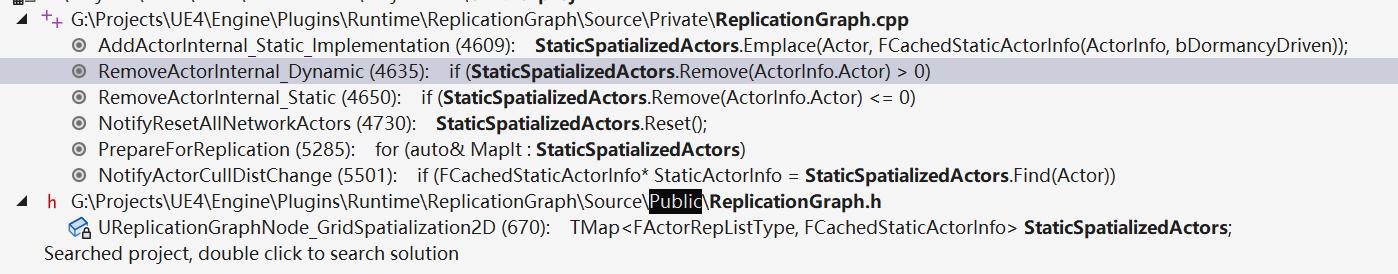 G:\Projects\UE4\Engine\Plugins\Runtime\ReplicationGraph\Source\Private\ReplicationGraph.cpp
AddActorInternal_Static_Implementation (4609): StaticSpatializedActors.Emplace(Actor, FCachedStaticActorInfo(ActorInfo, bDormancyDriven));
RemoveActorInternal_Dynamic (4635): if (StaticSpatializedActors.Remove(ActorInfo.Actor) > 0)
RemoveActorInternal_Static (4650): if (StaticSpatializedActors.Remove(ActorInfo.Actor) <= 0)
NotifyResetAllNetworkActors (4730): StaticSpatializedActors.Reset();
PrepareForReplication (5285): for (auto& MapIt : StaticSpatializedActors)
NotifyActorCullDistChange (5501): if (FCachedStaticActorInfo* StaticActorInfo = StaticSpatializedActors.Find(Actor))
h G:\Projects\UE4\Engine\Plugins\Runtime\ReplicationGraph\Source\Public\ReplicationGraph.h
UReplicationGraphNode_GridSpatialization2D (670): TMap<FActorRepListType, FCachedStaticActorInfo> StaticSpatializedActors;
Searched project, double click to search solution